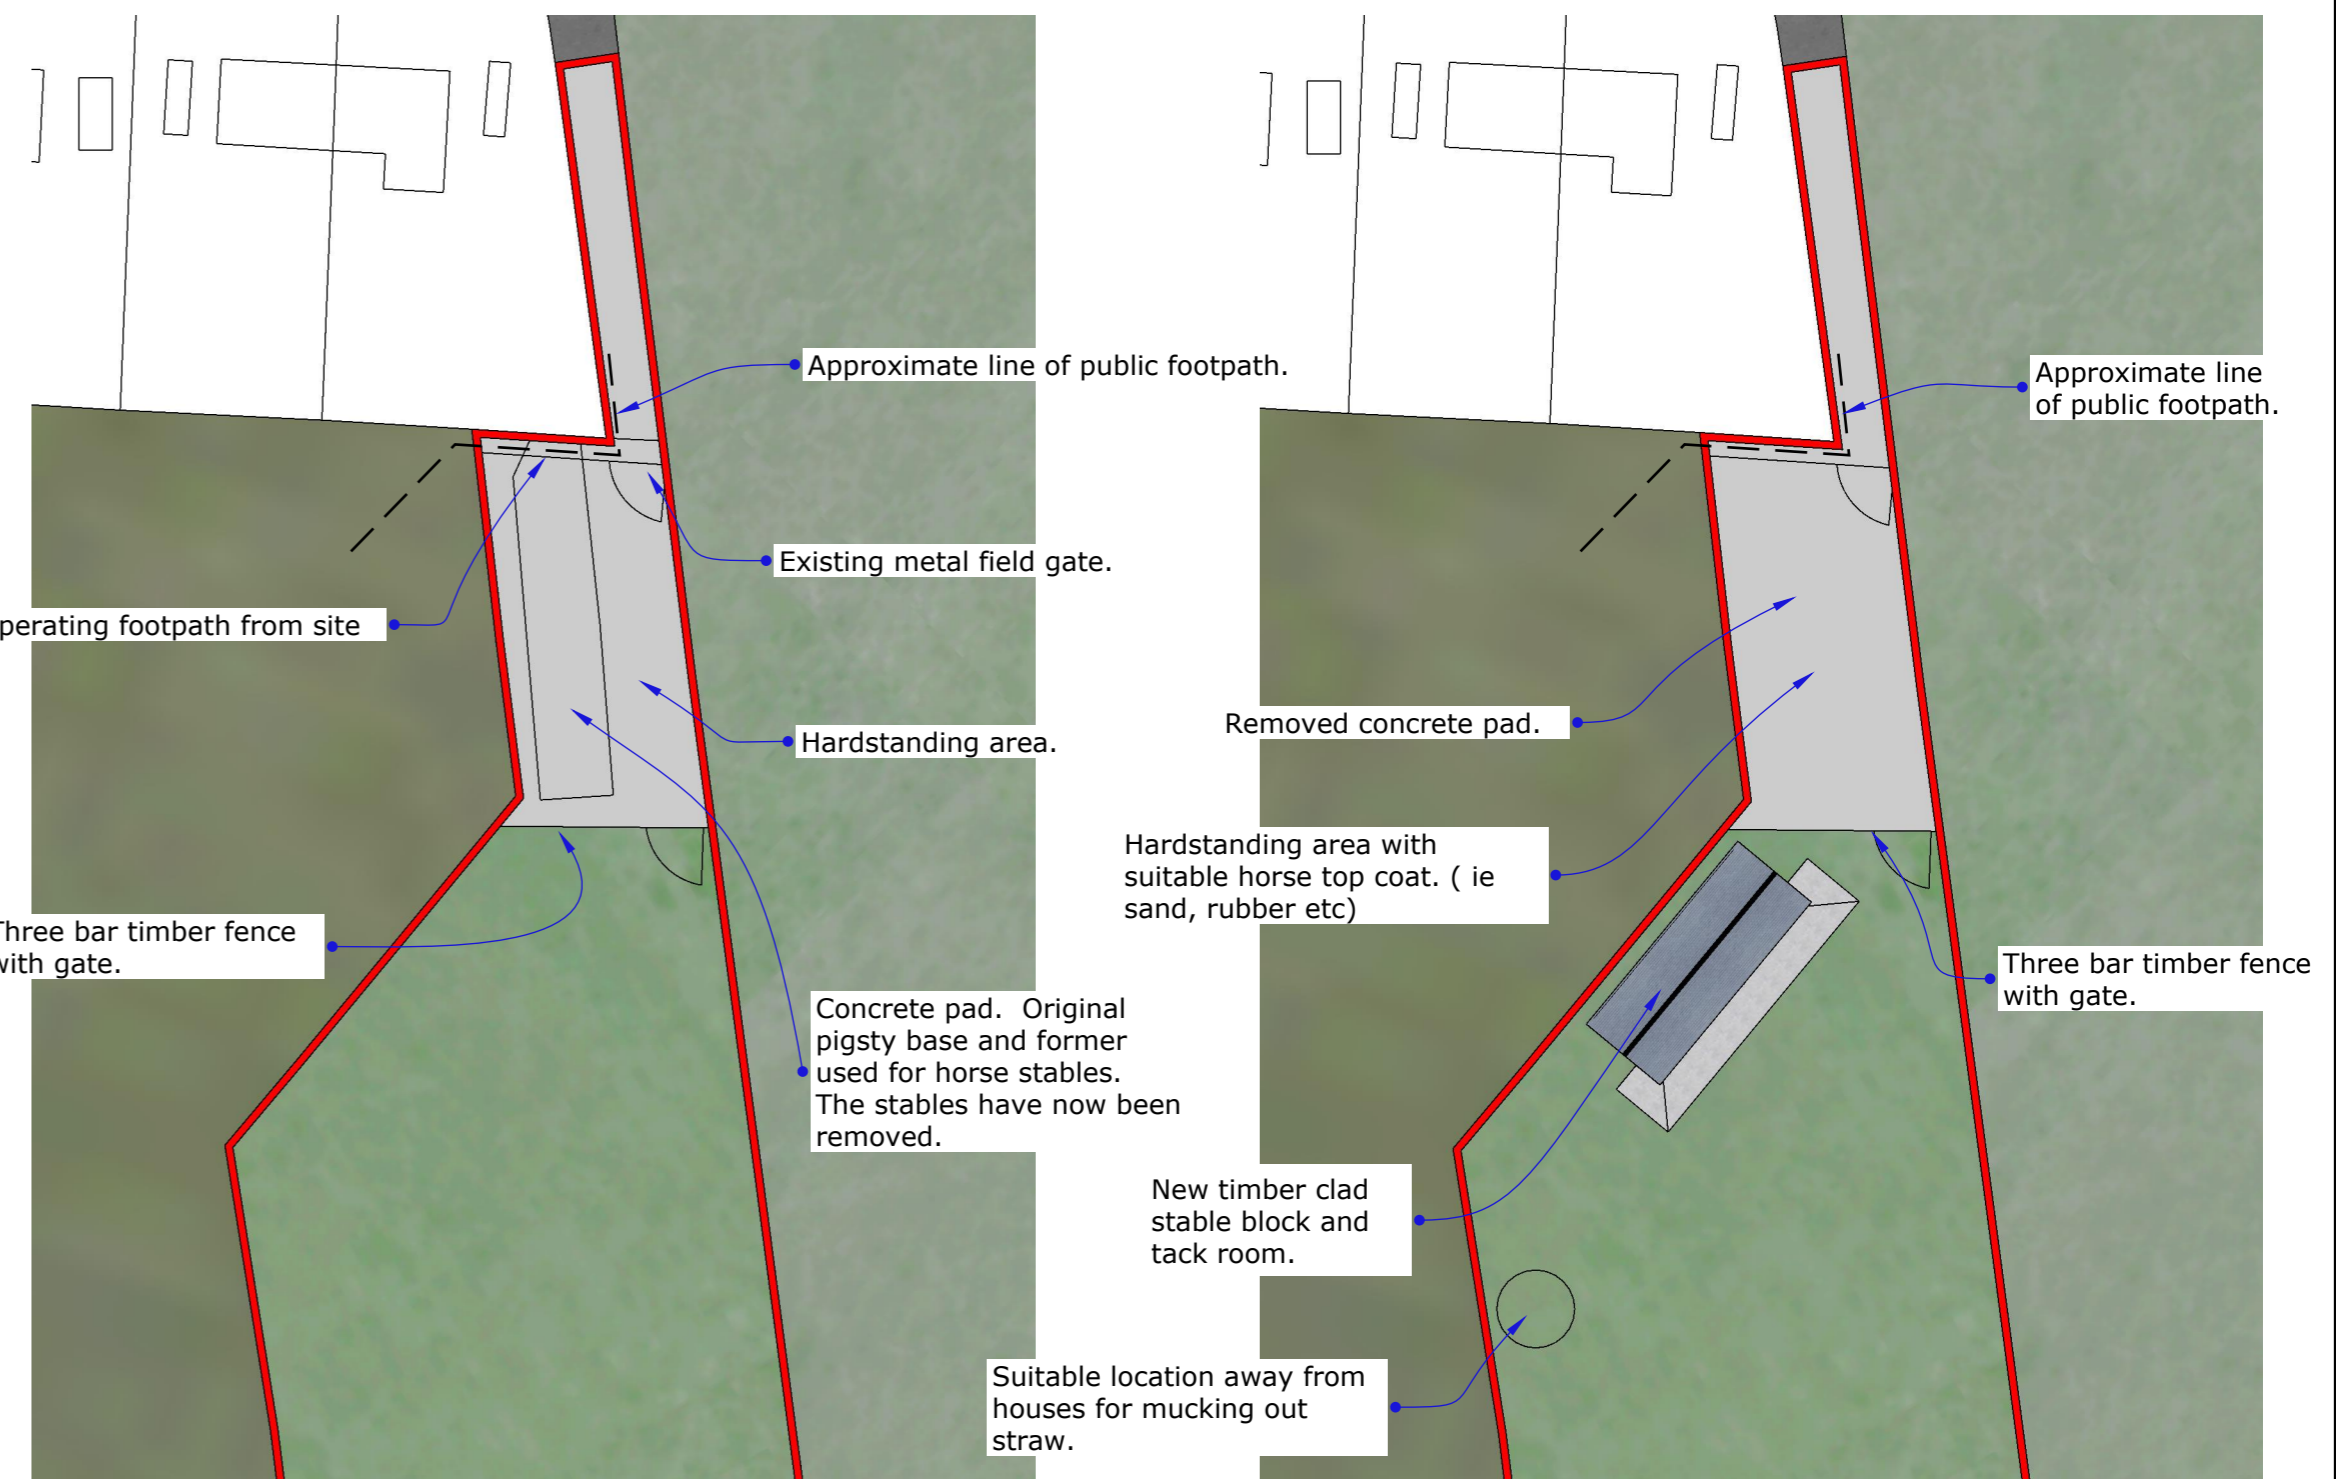 Approximate line of public footpath.
Existing metal field gate.
perating footpath from site
Hardstanding area.
Three bar timber fence
with gate.
Concrete pad. Original
pigsty base and former
used for horse stables.
The stables have now been
removed.
Approximate line
of public footpath.
Removed concrete pad.
Hardstanding area with
suitable horse top coat. ( ie
sand, rubber etc)
Three bar timber fence
with gate.
New timber clad
stable block and
tack room.
Suitable location away from
houses for mucking out
straw.